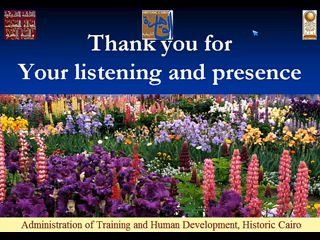 Thank you for
Your listening and presence
Administration of Training and Human Development, Historic Cairo